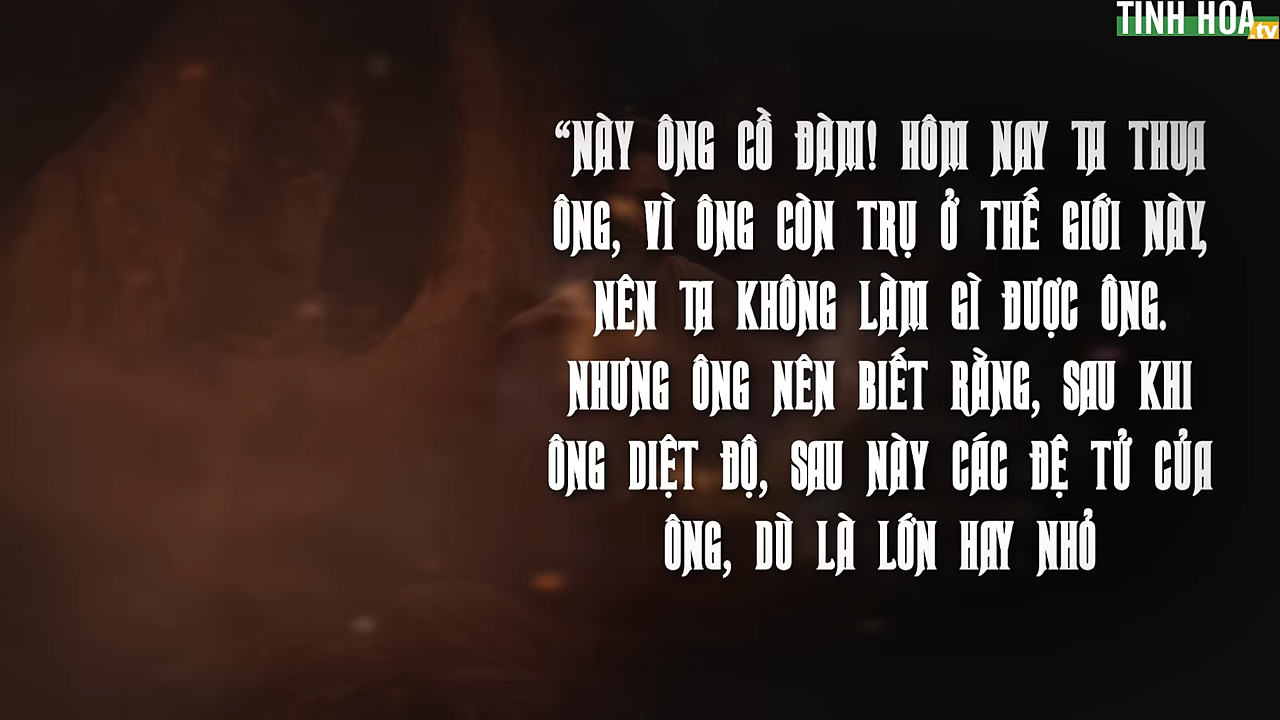 TINH HOA.tv
“NÀY ÔNG CỒ ĐÀM! HÔM NAY TA THUA
ÔNG, VÌ ÔNG CÒN TRỤ Ở THẾ GIỚI NÀY,
NÊN TA KHÔNG LÀM GÌ ĐƯỢC ÔNG.
NHƯNG ÔNG NÊN BIẾT RẰNG, SAU KHI
ÔNG DIỆT ĐỘ, SAU NÀY CÁC ĐỆ TỬ CỦA
ÔNG, DÙ LÀ LỚN HAY NHỎ